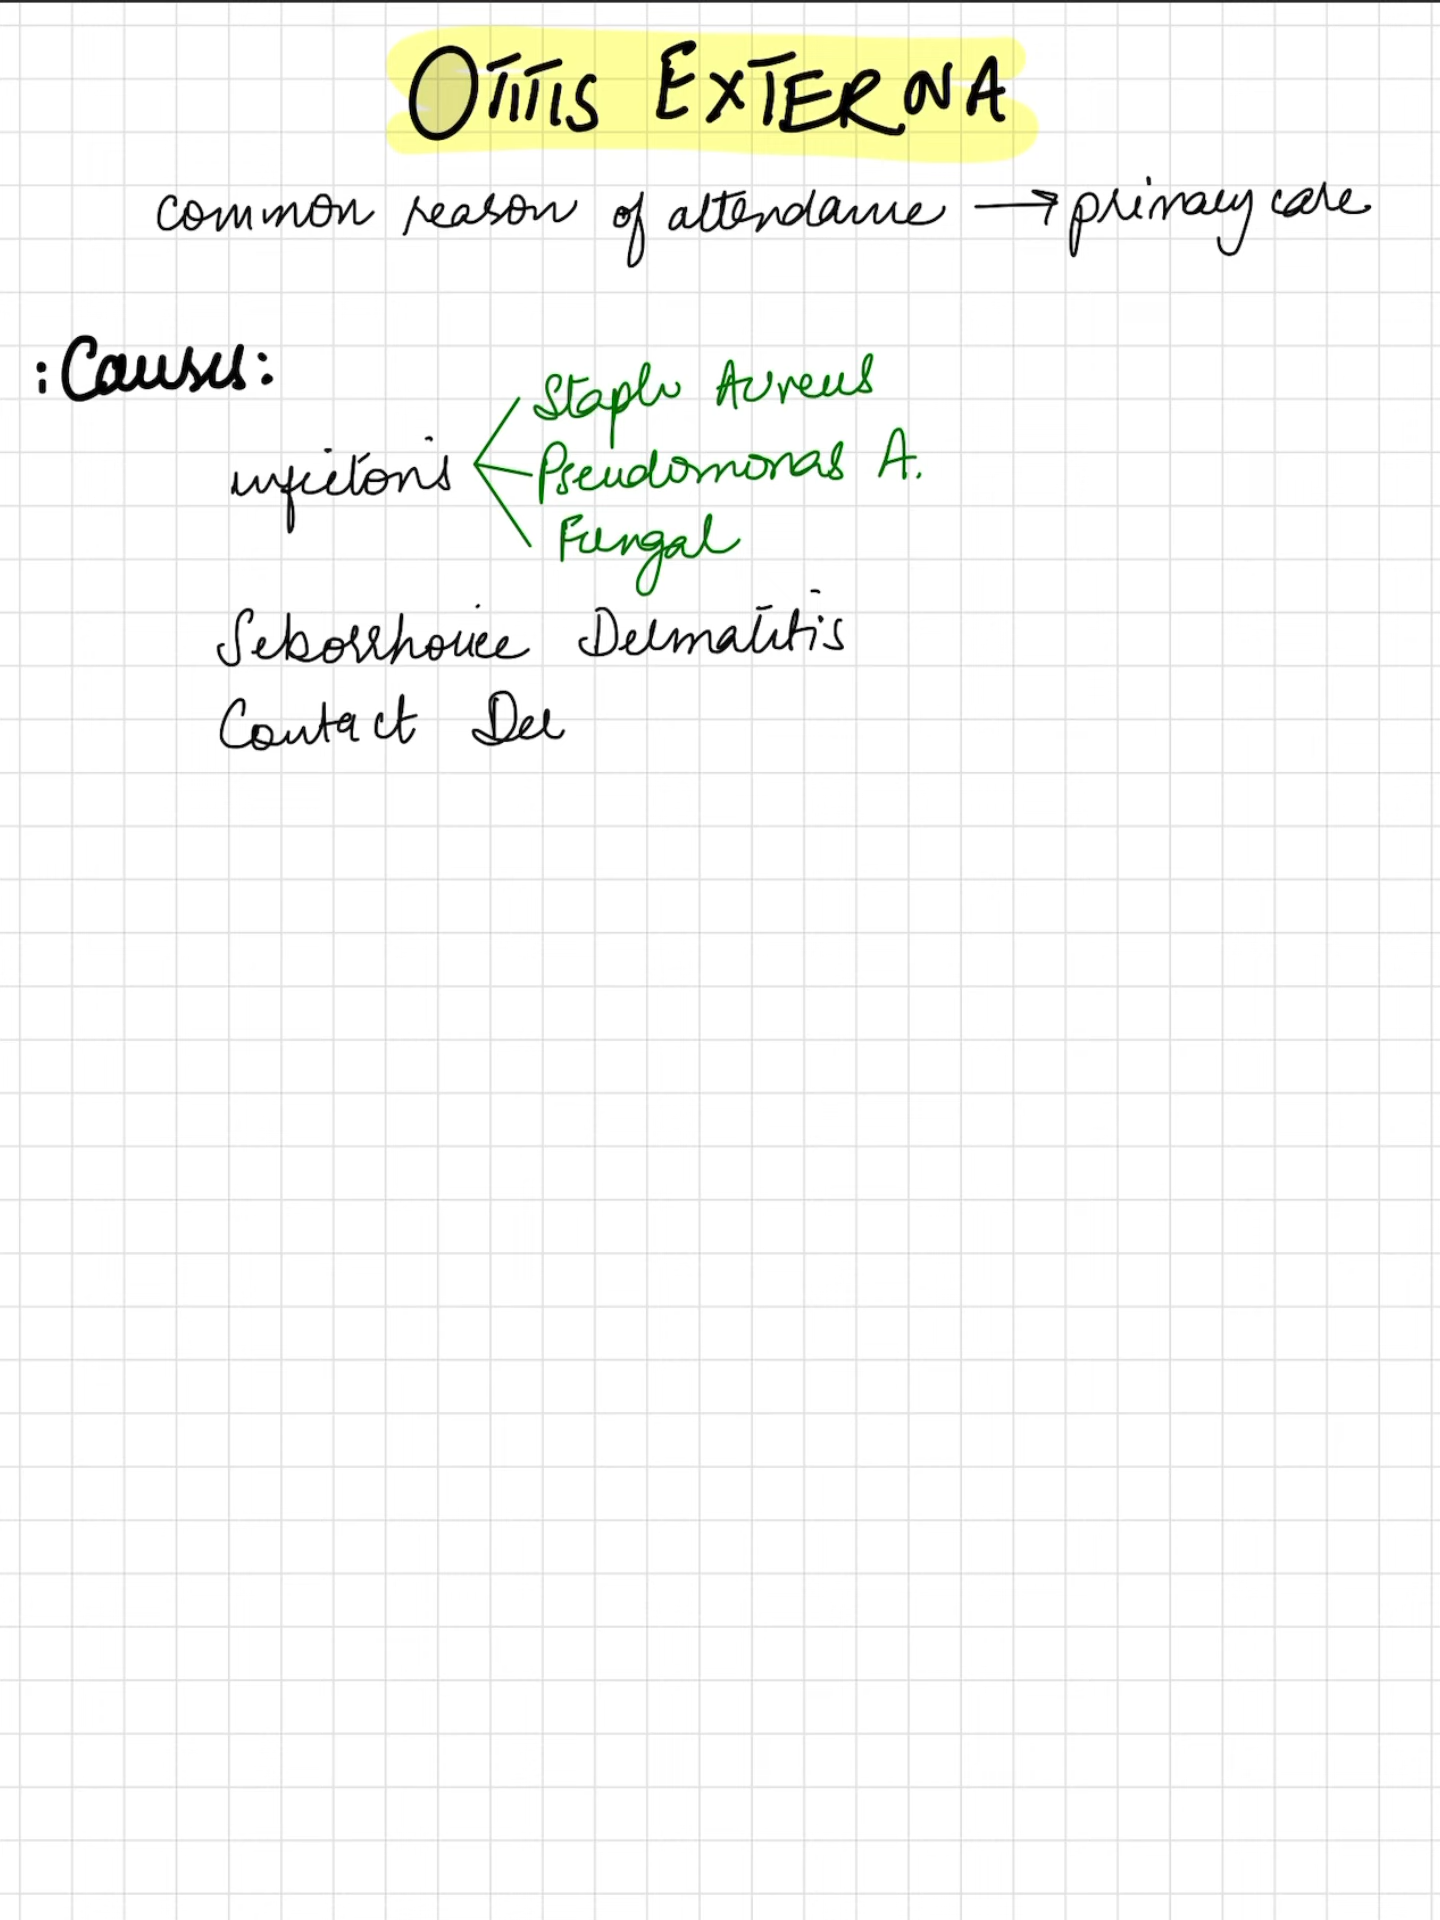 OTITIS EXTERNA
common reason of attendance → primary care
: Causes:
Staph Aureus
infections
Pseudomonas A.
Fungal
Seborrhoeic Dermatitis
Contact Der